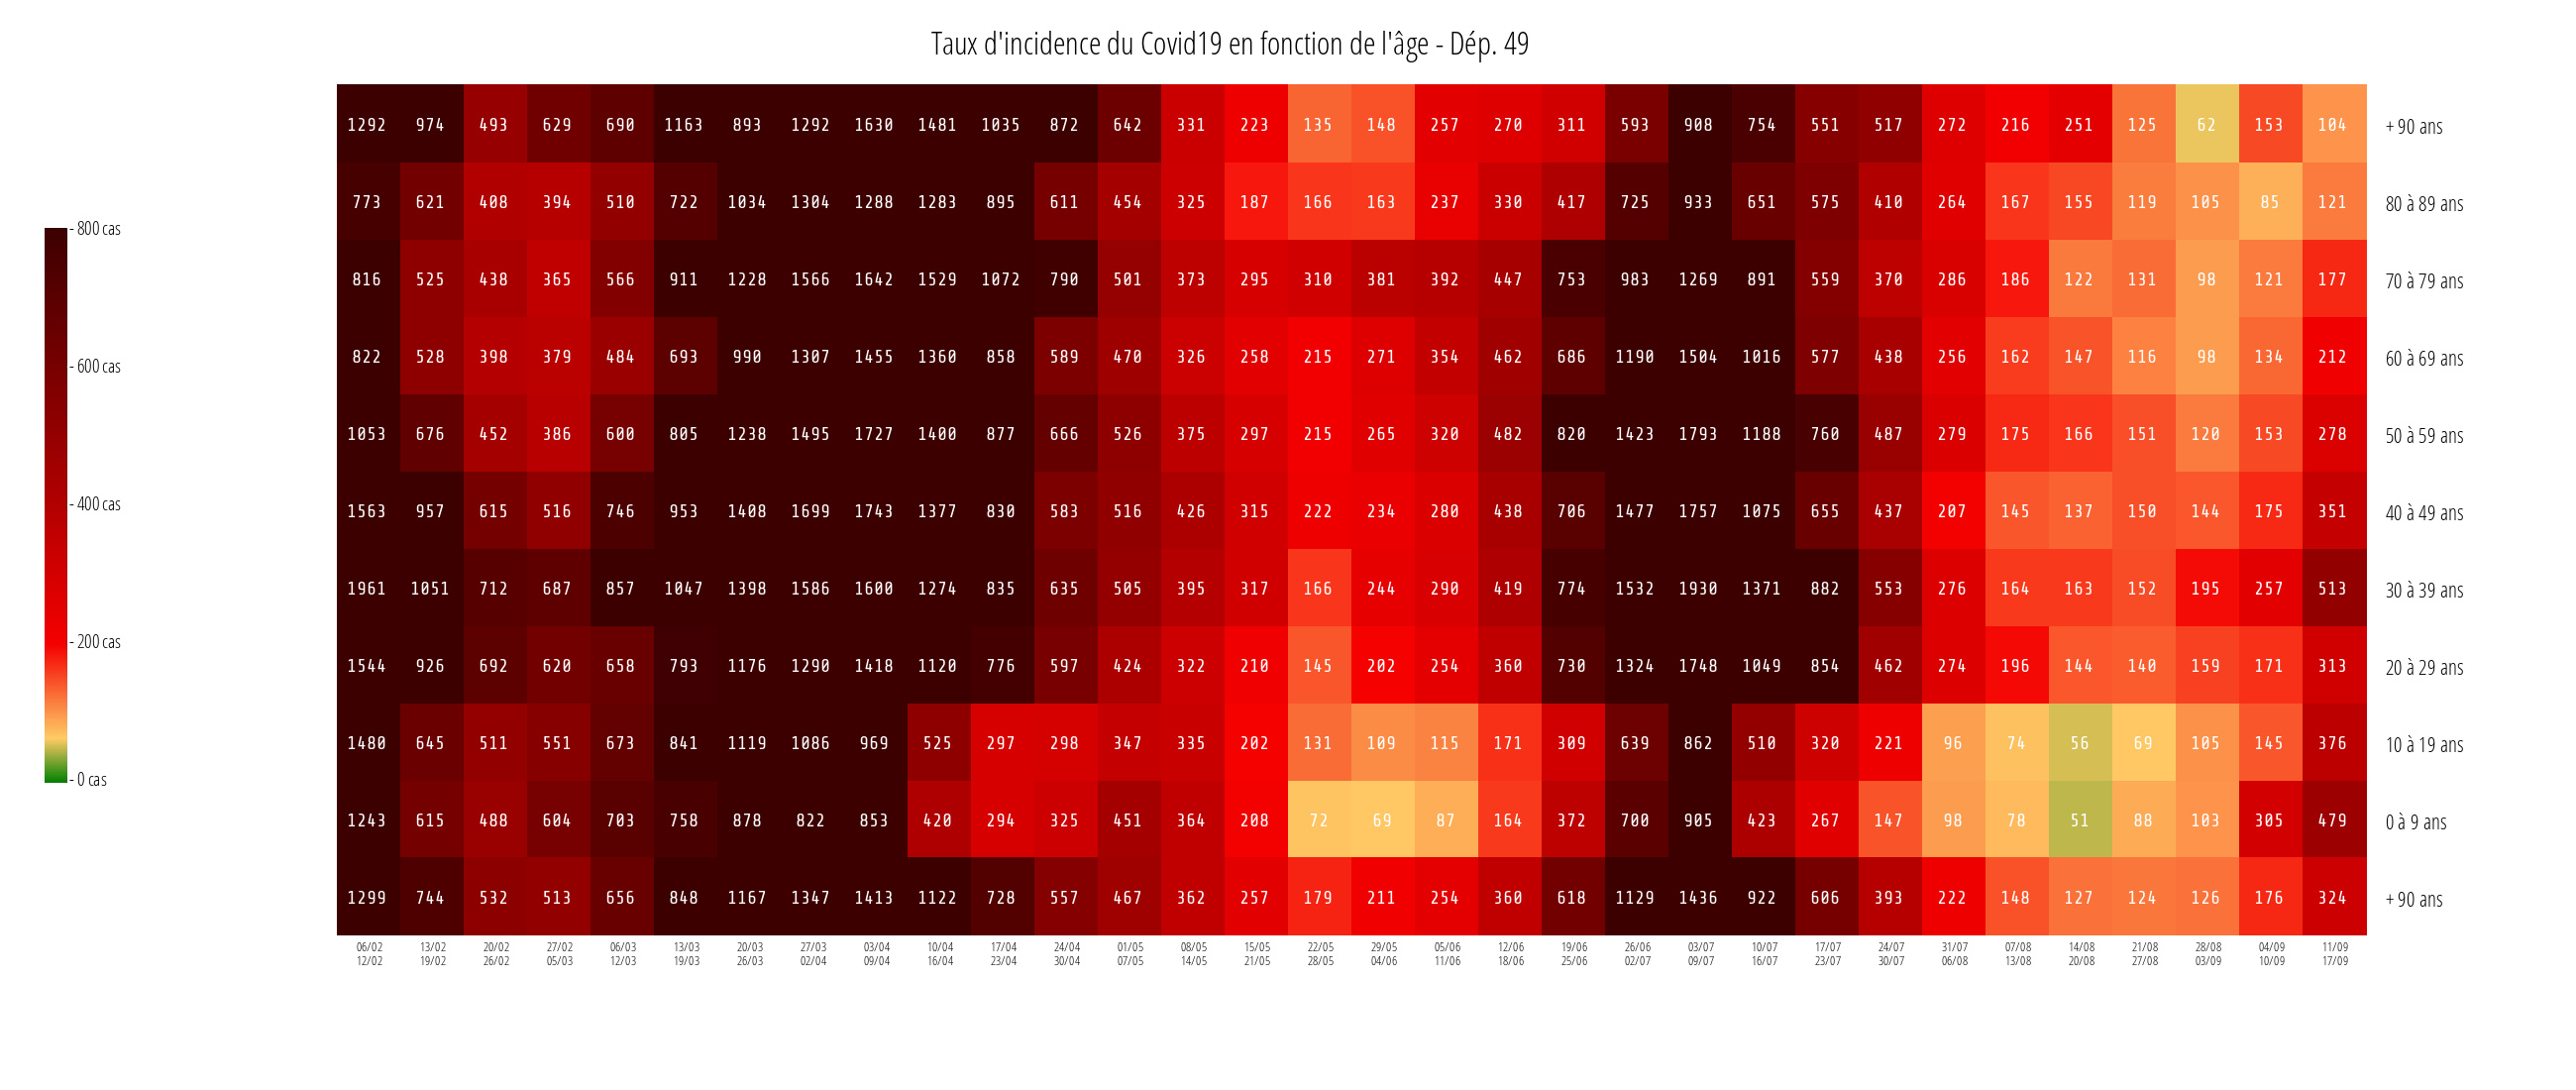 Taux d'incidence du Covid19 en fonction de l'âge - Dép. 49
1292 974 493 629 690 1163 893 1292 1630 1481 1035 872 642 331 223 135 148 257 270 311 593 908 754 551 517 272 216 251 125 62 153 104 + 90 ans
773 621 408 394 510 722 1034 1304 1288 1283 895 611 454 325 187 166 163 237 330 417 725 933 651 575 410 264 167 155 119 105 85 121 80 à 89 ans
- 800 cas
816 525 438 365 566 911 1228 1566 1642 1529 1072 790 501 373 295 310 381 392 447 753 983 1269 891 559 370 286 186 122 131 98 121 177 70 à 79 ans
822 528 398 379 484 693 990 1307 1455 1360 858 589 470 326 258 215 271 354 462 686 1190 1504 1016 577 438 256 162 147 116 98 134 212 60 à 69 ans
- 600 cas
1053 676 452 386 600 805 1238 1495 1727 1400 877 666 526 375 297 215 265 320 482 820 1423 1793 1188 760 487 279 175 166 151 120 153 278 50 à 59 ans
- 400 cas
1563 957 615 516 746 953 1408 1699 1743 1377 830 583 516 426 315 222 234 280 438 706 1477 1757 1075 655 437 207 145 137 150 144 175 351 40 à 49 ans
1961 1051 712 687 857 1047 1398 1586 1600 1274 835 635 505 395 317 166 244 290 419 774 1532 1930 1371 882 553 276 164 163 152 195 257 513 30 à 39 ans
- 200 cas
1544 926 692 620 658 793 1176 1290 1418 1120 776 597 424 322 210 145 202 254 360 730 1324 1748 1049 854 462 274 196 144 140 159 171 313 20 à 29 ans
1480 645 511 551 673 841 1119 1086 969 525 297 298 347 335 202 131 109 115 171 309 639 862 510 320 221 96 74 56 69 105 145 376 10 à 19 ans
- 0 cas
1243 615 488 604 703 758 878 822 853 420 294 325 451 364 208 72 69 87 164 372 700 905 423 267 147 98 78 51 88 103 305 479 0 à 9 ans
1299 744 532 513 656 848 1167 1347 1413 1122 728 557 467 362 257 179 211 254 360 618 1129 1436 922 606 393 222 148 127 124 126 176 324 + 90 ans
06/02 13/02 20/02 27/02 06/03 13/03 20/03 27/03 03/04 10/04 17/04 24/04 01/05 08/05 15/05 22/05 29/05 05/06 12/06 19/06 26/06 03/07 10/07 17/07 24/07 31/07 07/08 14/08 21/08 28/08 04/09 11/09
12/02 19/02 26/02 05/03 12/03 19/03 26/03 02/04 09/04 16/04 23/04 30/04 07/05 14/05 21/05 28/05 04/06 11/06 18/06 25/06 02/07 09/07 16/07 23/07 30/07 06/08 13/08 20/08 27/08 03/09 10/09 17/09